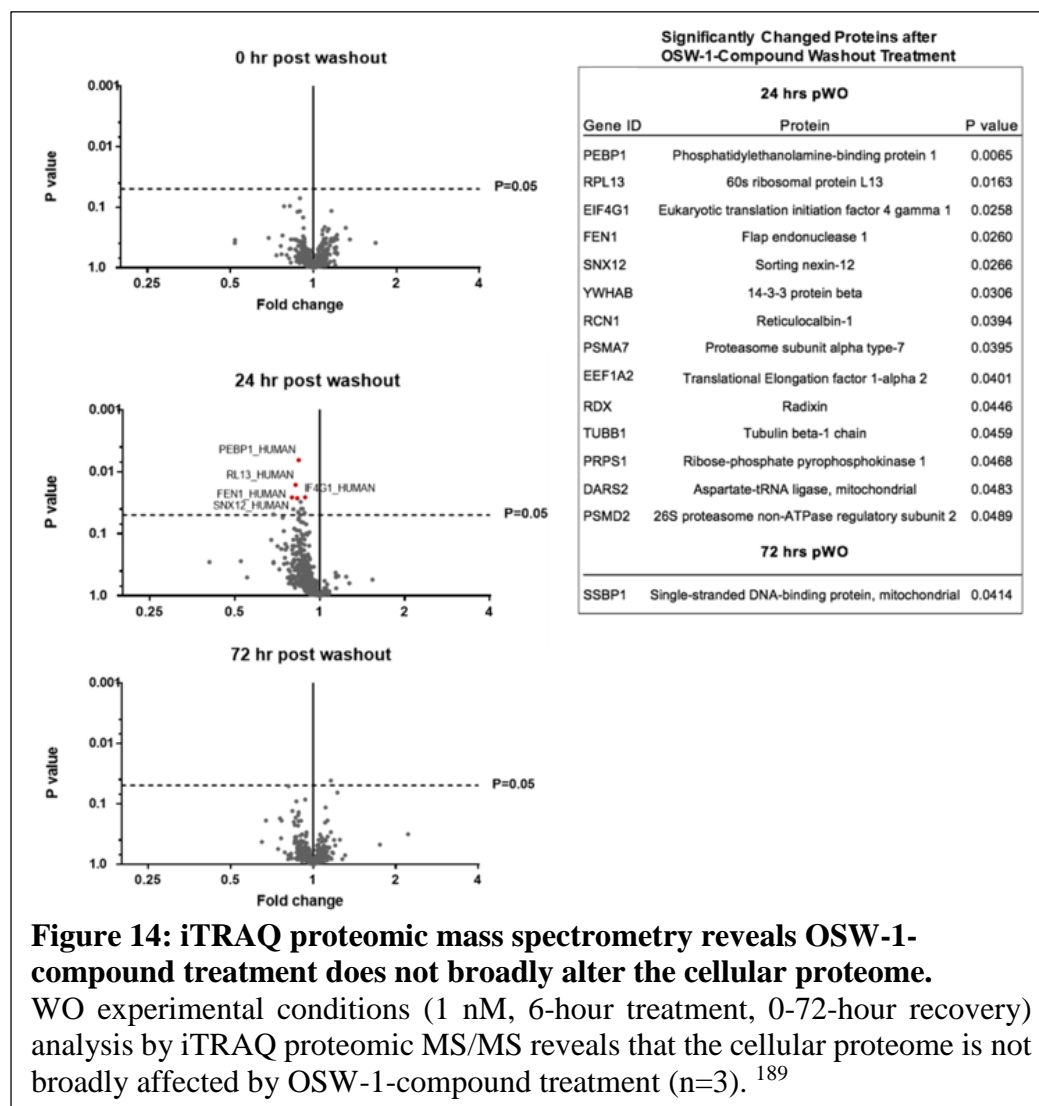 0 hr post washout
0.001
0.01
0.1
1.0
P value
P=0.05
0.25 0.5 1 2 4
Fold change
24 hr post washout
0.001
0.01
0.1
1.0
P value
PEBP1_HUMAN
RL13_HUMAN
IF4G1_HUMAN
FEN1_HUMAN
SNX12_HUMAN
P=0.05
0.25 0.5 1 2 4
72 hr post washout
0.001
0.01
0.1
1.0
P value
P=0.05
0.25 0.5 1 2 4
Fold change
Significantly Changed Proteins after
OSW-1-Compound Washout Treatment
24 hrs pWO
Gene ID Protein P value
PEBP1 Phosphatidylethanolamine-binding protein 1 0.0065
RPL13 60s ribosomal protein L13 0.0163
EIF4G1 Eukaryotic translation initiation factor 4 gamma 1 0.0258
FEN1 Flap endonuclease 1 0.0260
SNX12 Sorting nexin-12 0.0266
YWHAB 14-3-3 protein beta 0.0306
RCN1 Reticulocalbin-1 0.0394
PSMA7 Proteasome subunit alpha type-7 0.0395
EEF1A2 Translational Elongation factor 1-alpha 2 0.0401
RDX Radixin 0.0446
TUBB1 Tubulin beta-1 chain 0.0459
PRPS1 Ribose-phosphate pyrophosphokinase 1 0.0468
DARS2 Aspartate-tRNA ligase, mitochondrial 0.0483
PSMD2 26S proteasome non-ATPase regulatory subunit 2 0.0489
72 hrs pWO
SSBP1 Single-stranded DNA-binding protein, mitochondrial 0.0414
Figure 14: iTRAQ proteomic mass spectrometry reveals OSW-1-
compound treatment does not broadly alter the cellular proteome.
WO experimental conditions (1 nM, 6-hour treatment, 0-72-hour recovery)
analysis by iTRAQ proteomic MS/MS reveals that the cellular proteome is not
broadly affected by OSW-1-compound treatment (n=3). 189